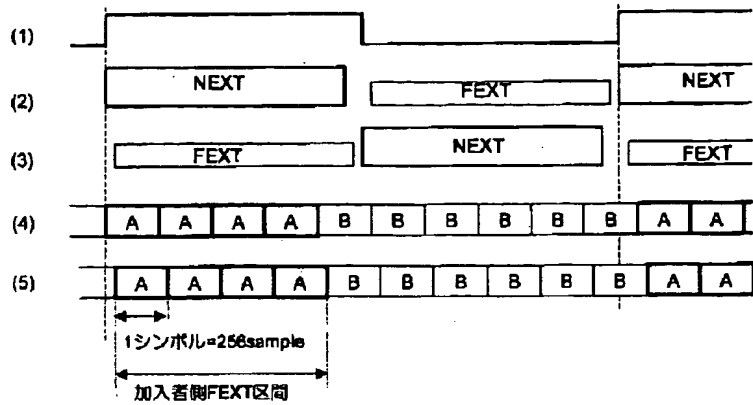 (1)
(2) NEXT FEXT NEXT
(3) FEXT NEXT FEXT
(4) A A A A B B B B B B A A
(5) A A A A B B B B B B A A
1シンボル=256sample
加入者側FEXT区間